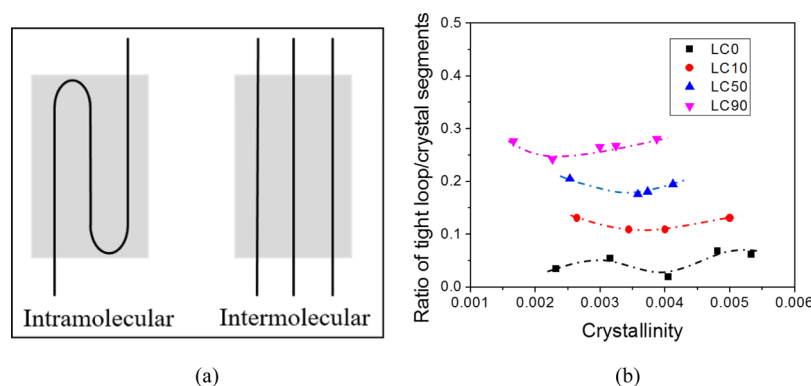 Intramolecular
Intermolecular
(a)
Ratio of tight loop/crystal segments
0.5
0.4
0.3
0.2
0.1
0.0
LC0
LC10
LC50
LC90
0.001
0.002
0.003
0.004
0.005
0.006
Crystallinity
(b)